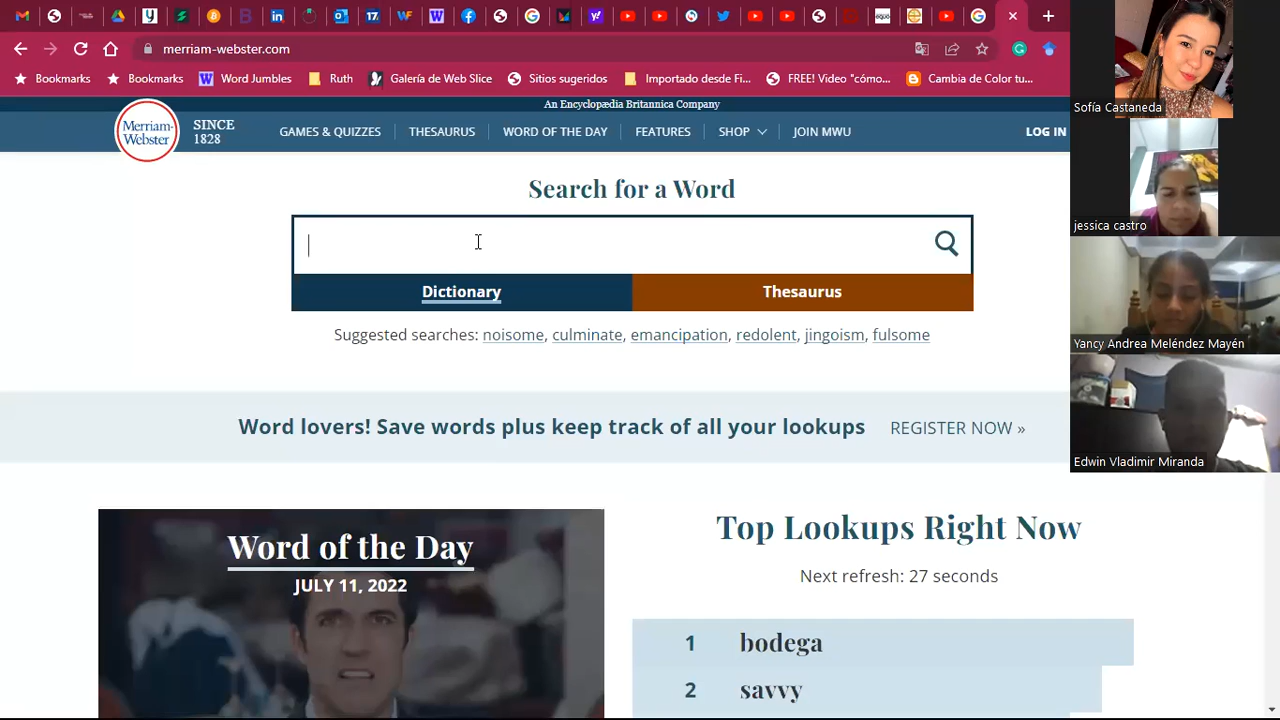 merriam-webster.com
Bookmarks
Bookmarks
Word Jumbles
Ruth
Galería de Web Slice
Sitios sugeridos
Importado desde Fi...
FREE! Video "cómo...
Cambia de Color tu...
An Encyclopædia Britannica Company
Merriam-
Webster
SINCE
1828
GAMES & QUIZZES
THESAURUS
WORD OF THE DAY
FEATURES
SHOP
JOIN MWU
LOG IN
Search for a Word
Dictionary
Thesaurus
Suggested searches: noisome, culminate, emancipation, redolent, jingoism, fulsome
Word lovers! Save words plus keep track of all your lookups
REGISTER NOW »
Word of the Day
JULY 11, 2022
Top Lookups Right Now
Next refresh: 27 seconds
1 bodega
2 savvy
Sofía Castaneda
jessica castro
Yancy Andrea Meléndez Mayén
Edwin Vladimir Miranda